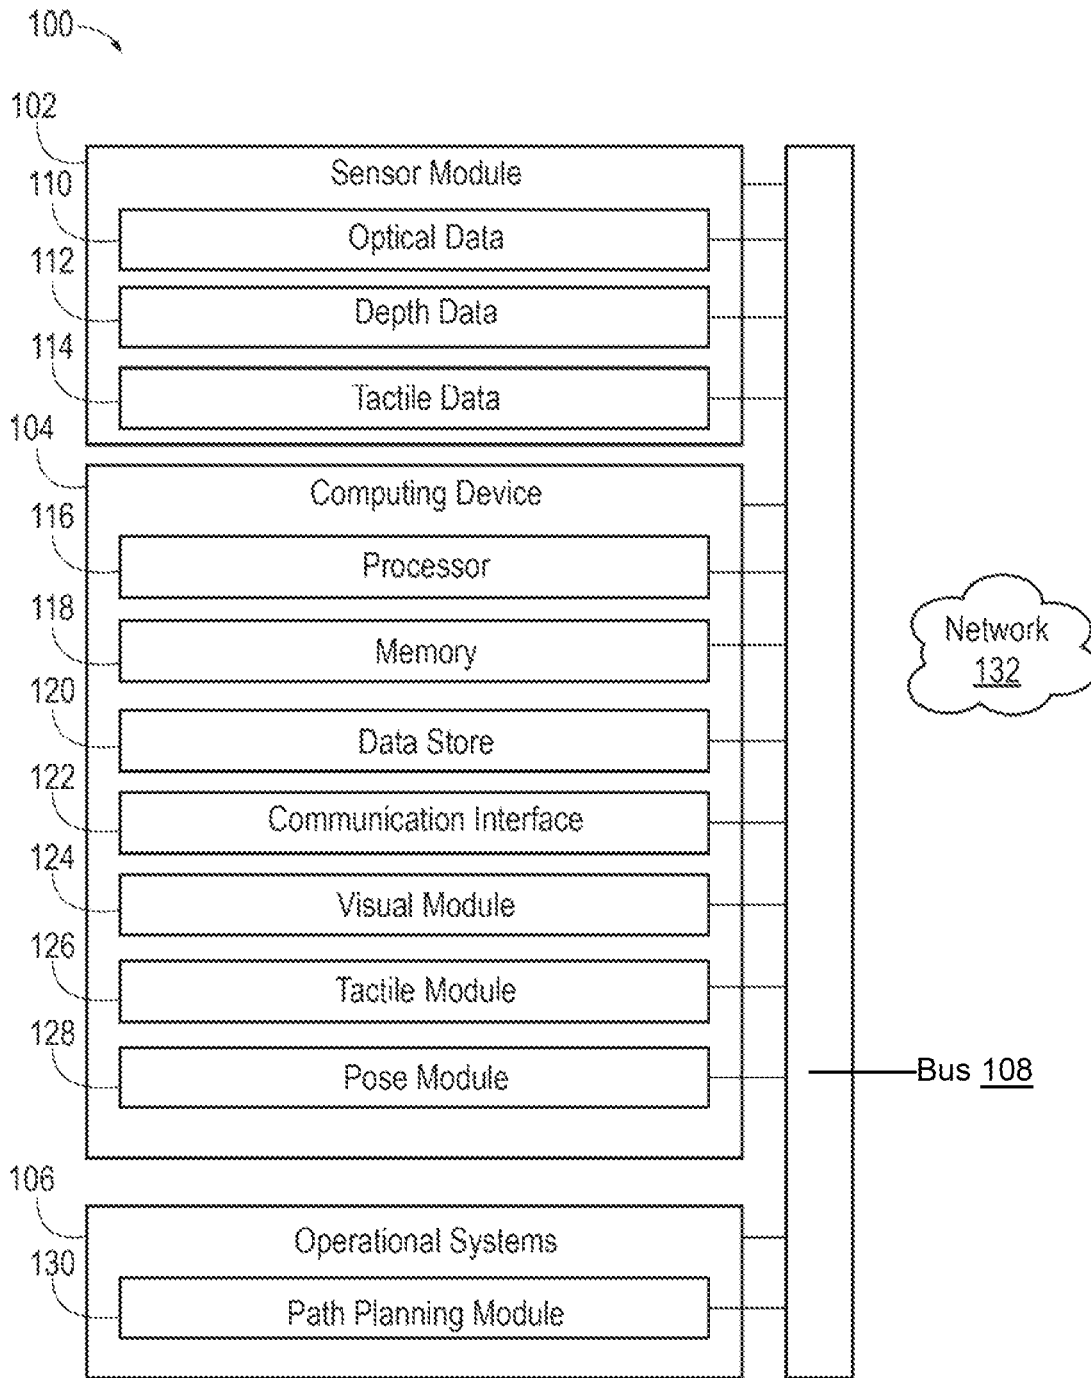 100
102
Sensor Module
110
Optical Data
112
Depth Data
114
Tactile Data
104
Computing Device
116
Processor
118
Memory
Network
132
120
Data Store
122
Communication Interface
124
Visual Module
126
Tactile Module
128
Pose Module
Bus 108
106
Operational Systems
130
Path Planning Module